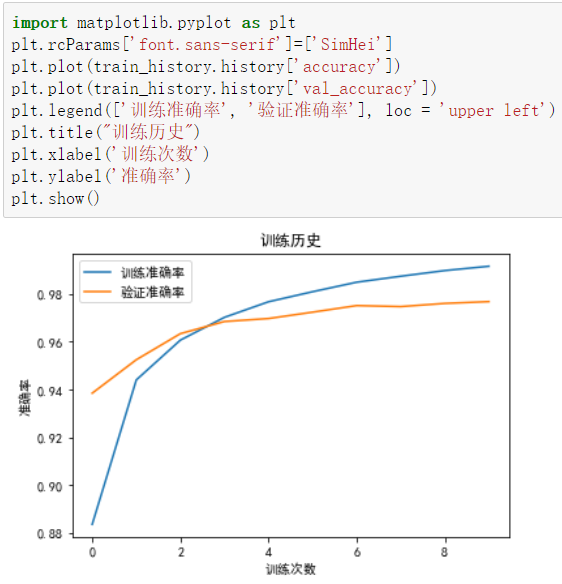 import matplotlib.pyplot as plt
plt.rcParams['font.sans-serif']=['SimHei']
plt.plot(train_history.history['accuracy'])
plt.plot(train_history.history['val_accuracy'])
plt.legend(['训练准确率', '验证准确率'], loc = 'upper left')
plt.title("训练历史")
plt.xlabel('训练次数')
plt.ylabel('准确率')
plt.show()
训练历史
训练准确率
验证准确率
0.98
0.96
0.94
0.92
0.90
0.88
准确率
0 2 4 6 8
训练次数